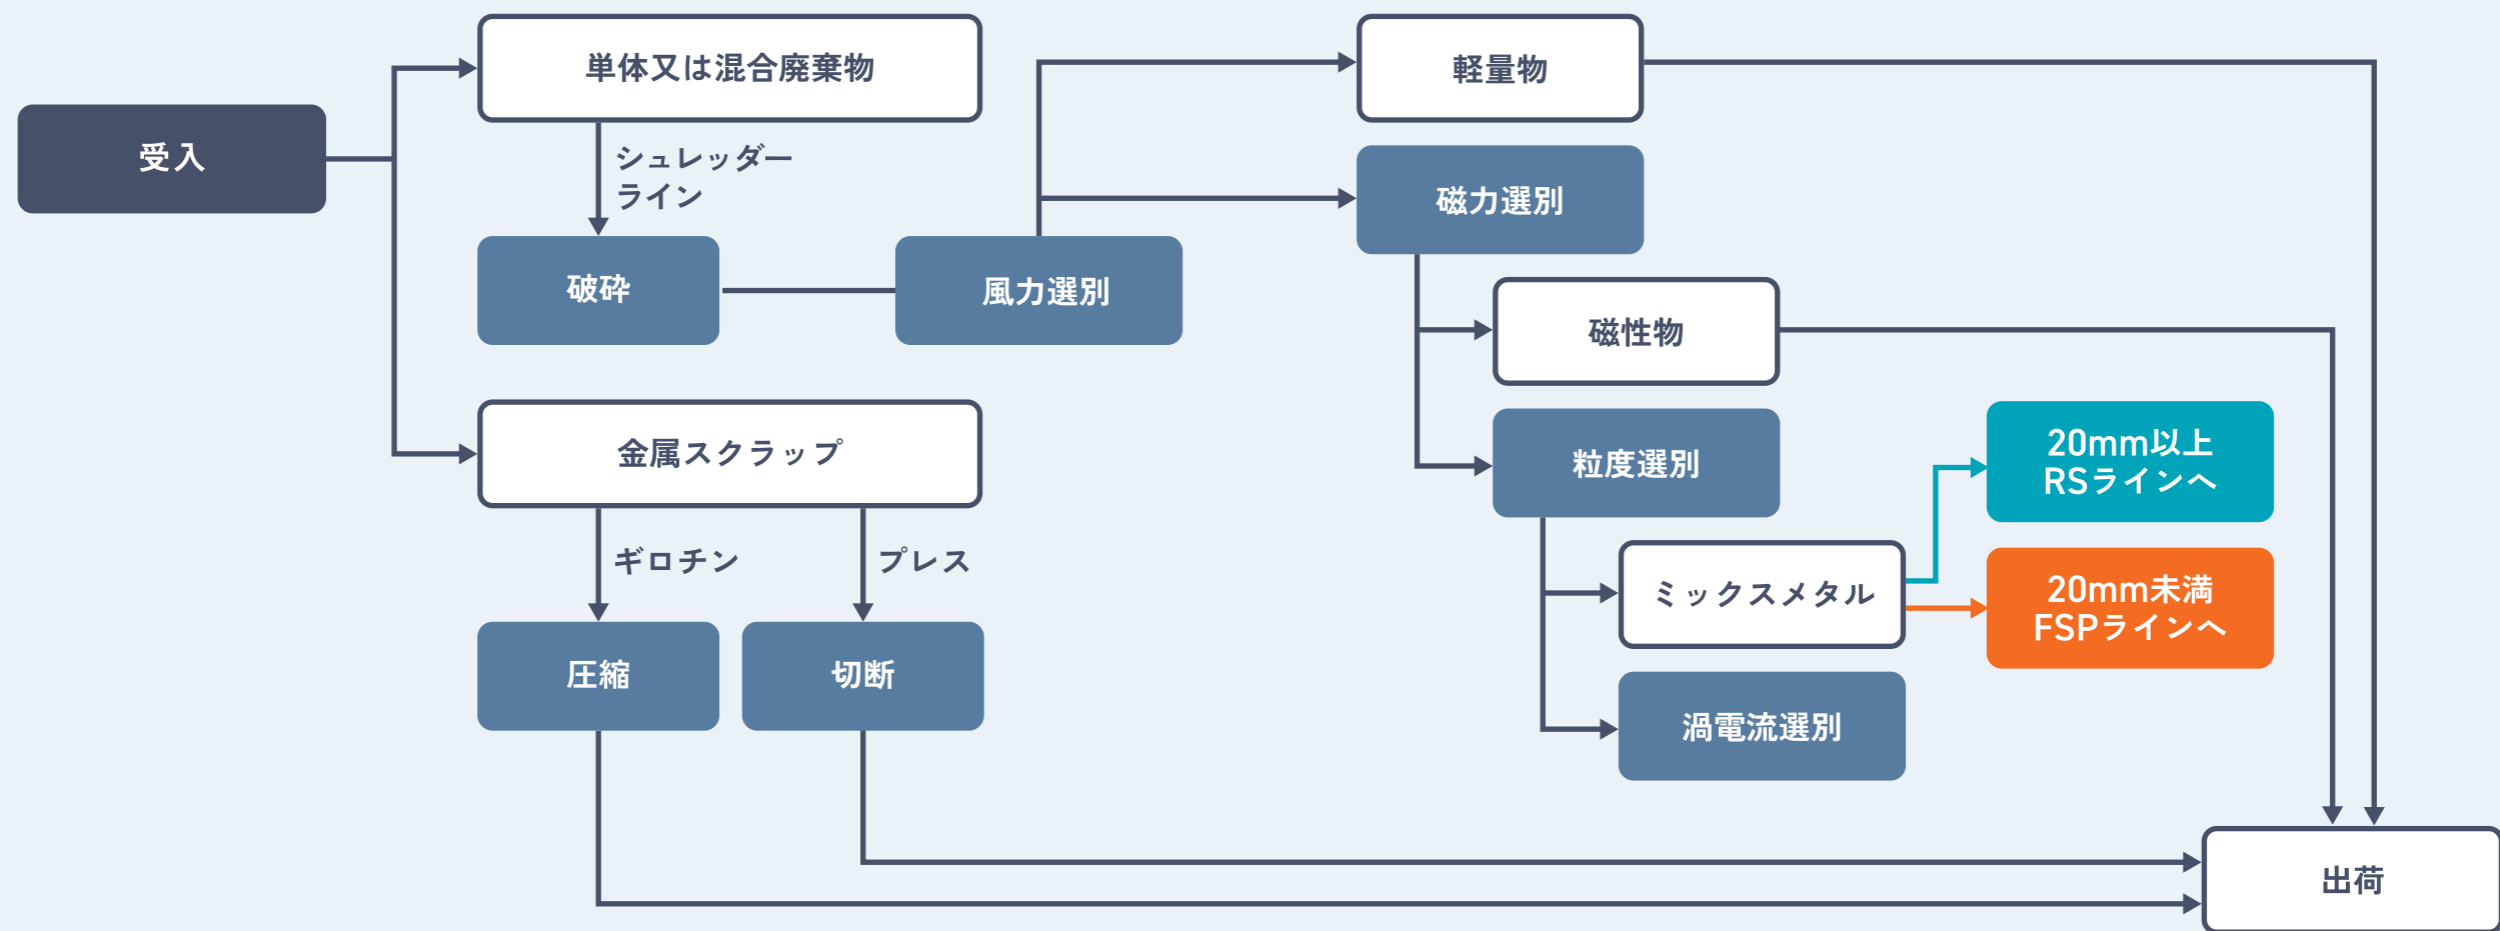 受入
単体又は混合廃棄物
シュレッダー
ライン
破砕
風力選別
軽量物
磁力選別
磁性物
粒度選別
金属スクラップ
ギロチン
プレス
圧縮
切断
ミックスメタル
渦電流選別
20mm以上
RSラインへ
20mm未満
FSPラインへ
出荷